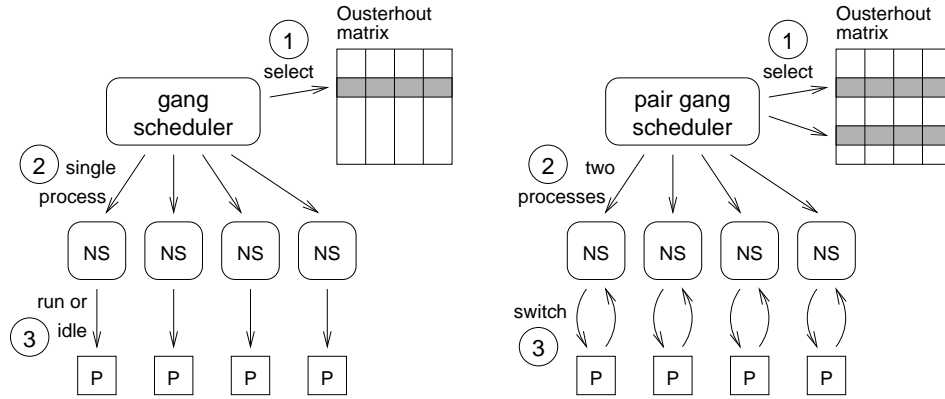 Ousterhout
matrix
1
select
gang
scheduler
2
single
process
NS NS NS NS
run or
idle
3
P P P P
Ousterhout
matrix
1
select
pair gang
scheduler
2
two
processes
NS NS NS NS
switch
3
P P P P